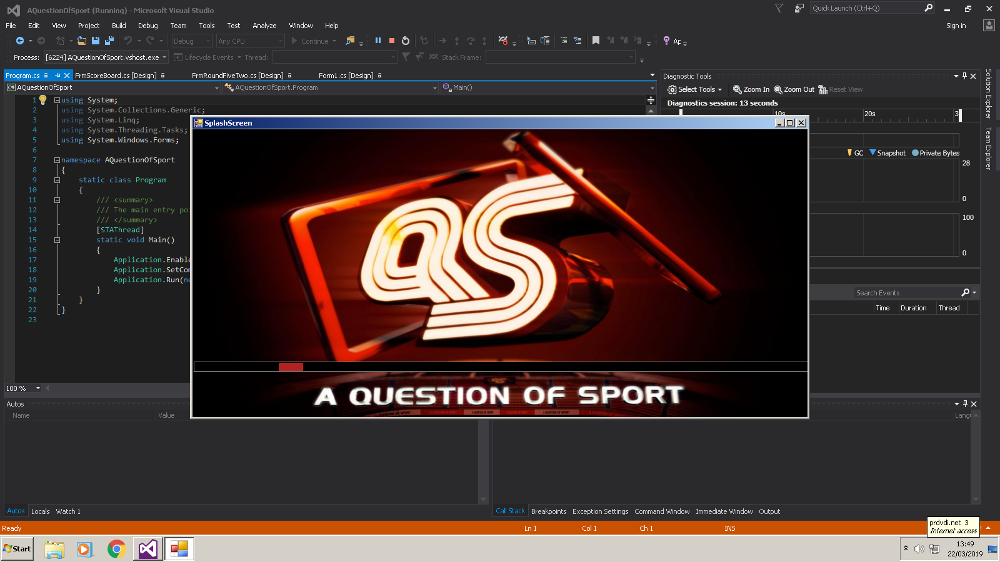 AQuestionOfSport (Running) - Microsoft Visual Studio
Quick Launch (Ctrl+Q)
File Edit View Project Build Debug Team Tools Test Analyze Window Help
Sign in
Debug Any CPU Continue
Process: [6224] AQuestionOfSport.vshost.exe Lifecycle Events Thread: Stack Frame:
Program.cs FrmScoreBoard.cs [Design] FrmRoundFiveTwo.cs [Design] Form1.cs [Design]
AQuestionOfSport AQuestionOfSport.Program Main()
1 using System;
2 using System.Collections.Generic;
3 using System.Linq;
4 using System.Threading.Tasks;
5 using System.Windows.Forms;
6
7 namespace AQuestionOfSport
8 {
9 static class Program
10 {
11 /// <summary>
12 /// The main entry poi
13 /// </summary>
14 [STAThread]
15 static void Main()
16 {
17 Application.Enable
18 Application.SetCom
19 Application.Run(ne
20 }
21 }
22 }
23
100 %
SplashScreen
QS
A QUESTION OF SPORT
Diagnostic Tools
Select Tools Zoom In Zoom Out Reset View
Diagnostics session: 13 seconds
10s 20s 3
GC Snapshot Private Bytes
28
0
100
0
Search Events
Time Duration Thread
Solution Explorer
Team Explorer
Autos
Name Value
Lang
Autos Locals Watch 1
Call Stack Breakpoints Exception Settings Command Window Immediate Window Output
Ready Ln 1 Col 1 Ch 1 INS
prdvdi.net 3
Internet access
Start
13:49
22/03/2019